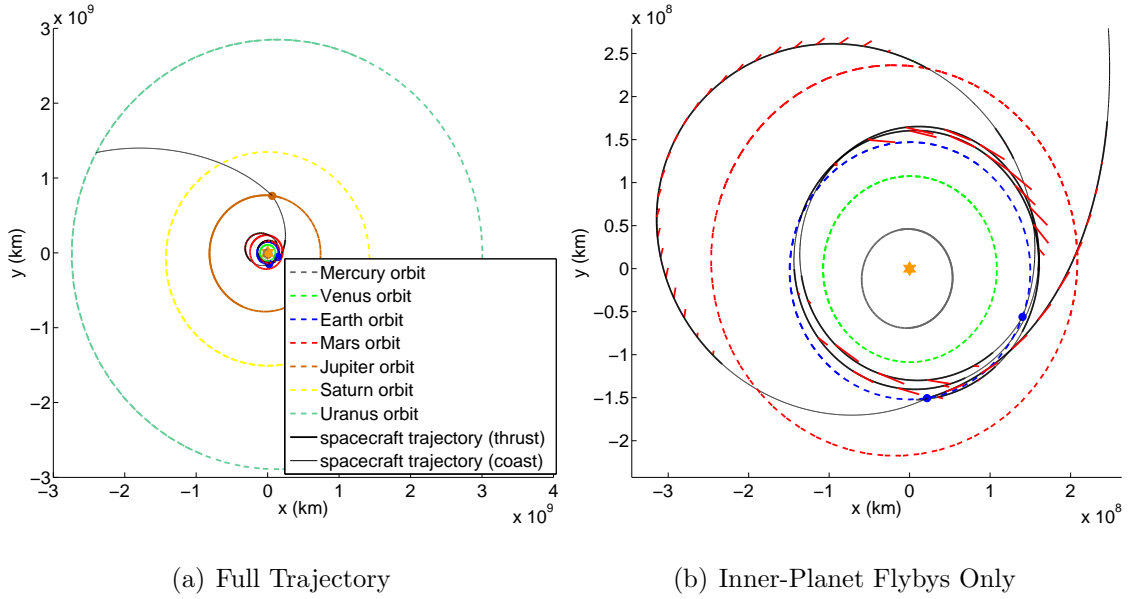 x 10^9
3
2
1
0
−1
−2
−3
y (km)
−3 −2 −1 0 1 2 3 4
x (km)
x 10^9
Mercury orbit
Venus orbit
Earth orbit
Mars orbit
Jupiter orbit
Saturn orbit
Uranus orbit
spacecraft trajectory (thrust)
spacecraft trajectory (coast)
(a) Full Trajectory
x 10^8
2.5
2
1.5
1
0.5
0
−0.5
−1
−1.5
−2
y (km)
−3 −2 −1 0 1 2
x (km)
x 10^8
(b) Inner-Planet Flybys Only